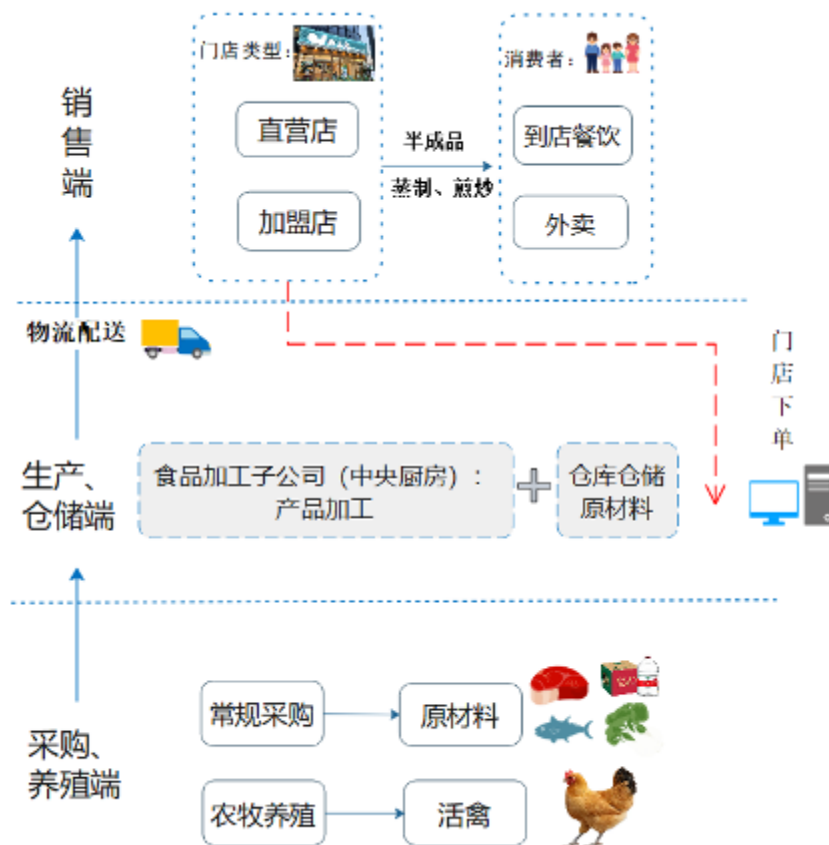 门店类型：
消费者：
销
售
端
直营店
加盟店
半成品
蒸制、煎炒
到店餐饮
外卖
物流配送
门
店
下
单
生产、
仓储端
食品加工子公司（中央厨房）：
产品加工
仓库仓储
原材料
采购、
养殖端
常规采购
原材料
农牧养殖
活禽